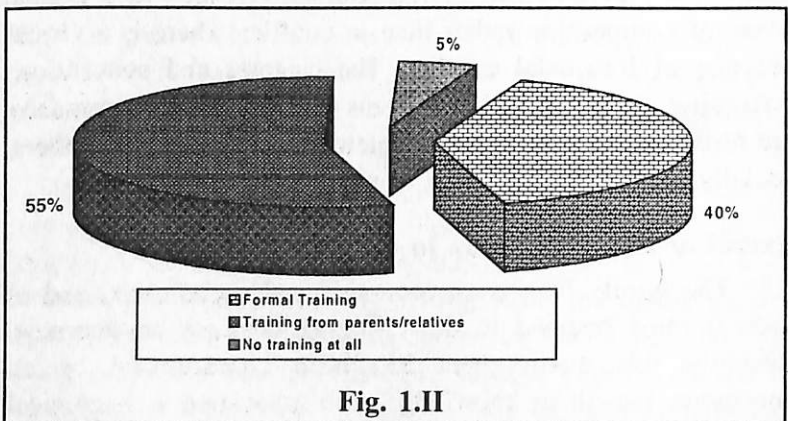 5%
55%
40%
Formal Training
Training from parents/relatives
No training at all
Fig. 1.II